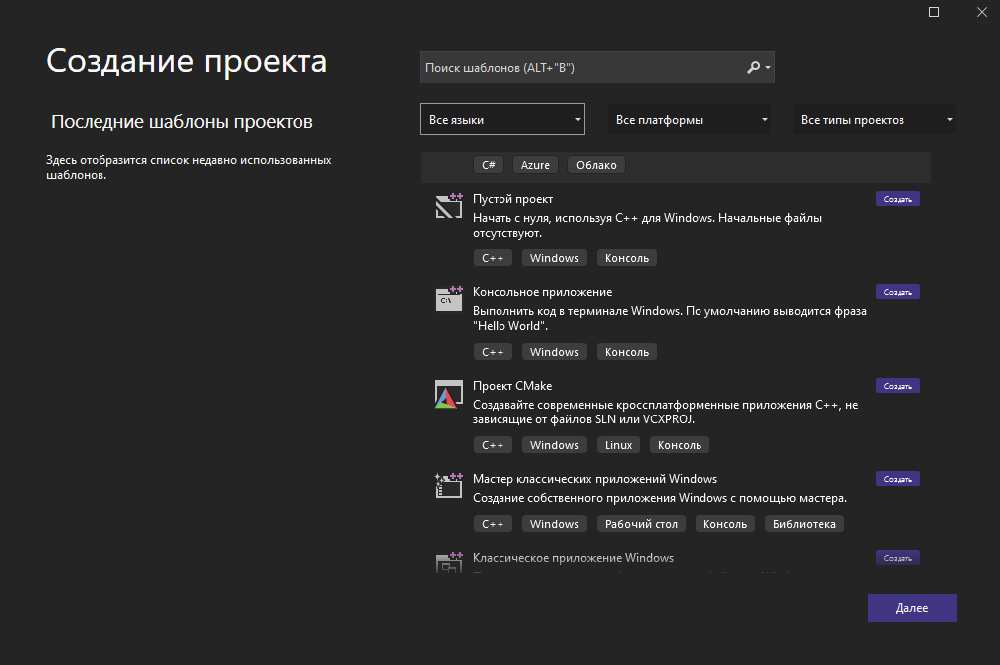 Создание проекта
Поиск шаблонов (ALT+"B")
Последние шаблоны проектов
Все языки
Все платформы
Все типы проектов
Здесь отобразится список недавно использованных
шаблонов.
C# Azure Облако
Пустой проект
Создать
Начать с нуля, используя C++ для Windows. Начальные файлы
отсутствуют.
C++ Windows Консоль
Консольное приложение
Создать
Выполнить код в терминале Windows. По умолчанию выводится фраза
"Hello World".
C++ Windows Консоль
Проект CMake
Создать
Создавайте современные кроссплатформенные приложения C++, не
зависящие от файлов SLN или VCXPROJ.
C++ Windows Linux Консоль
Мастер классических приложений Windows
Создать
Создание собственного приложения Windows с помощью мастера.
C++ Windows Рабочий стол Консоль Библиотека
Классическое приложение Windows
Создать
Далее